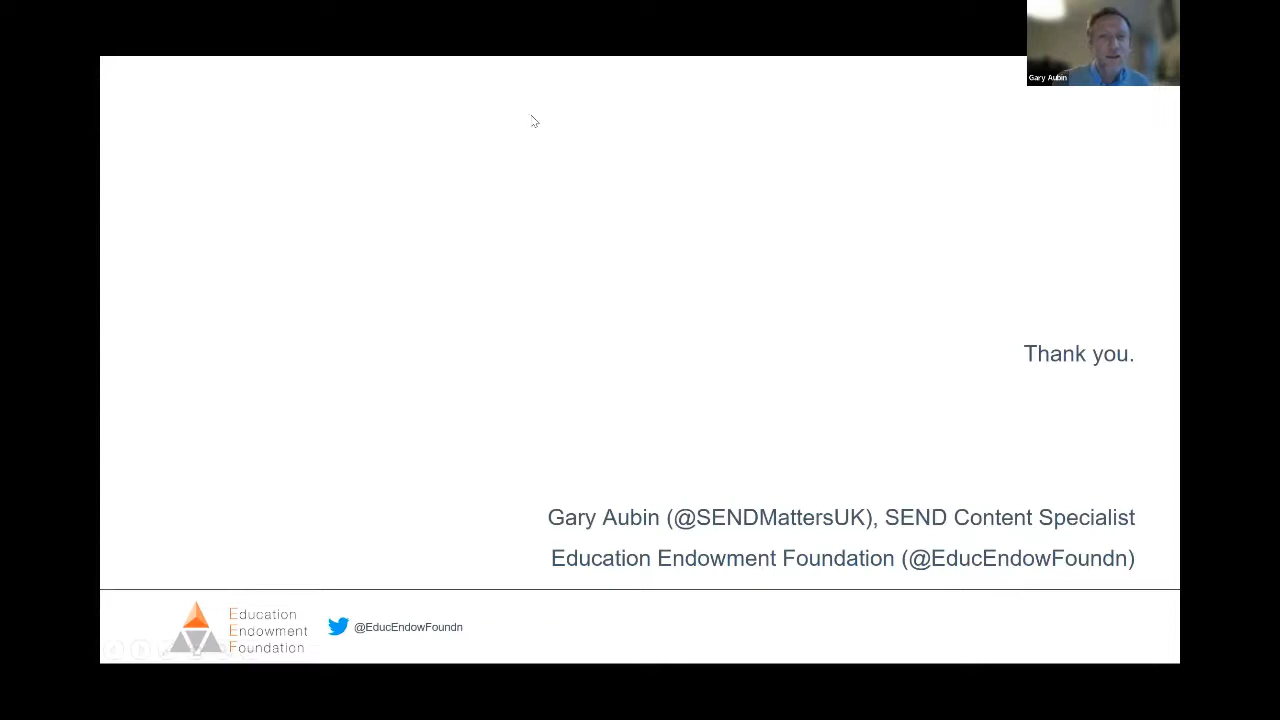 Gary Aubin
Thank you.
Gary Aubin (@SENDMattersUK), SEND Content Specialist
Education Endowment Foundation (@EducEndowFoundn)
Education
Endowment
Foundation
@EducEndowFoundn